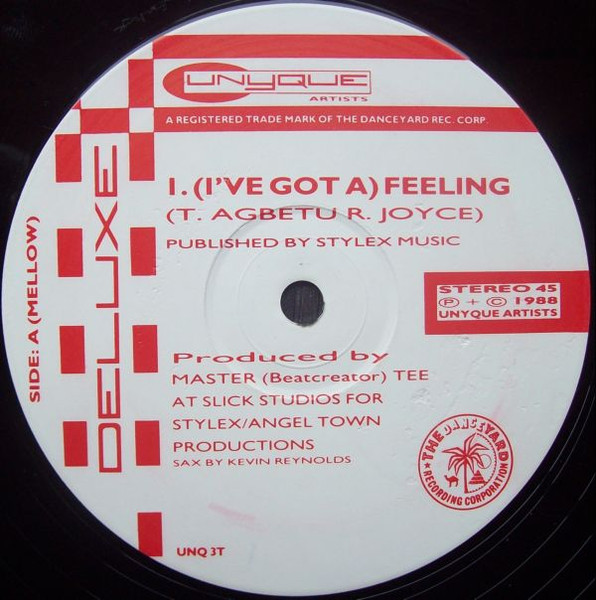 UNYQUE
ARTISTS
A REGISTERED TRADE MARK OF THE DANCEYARD REC. CORP.
1. (I'VE GOT A) FEELING
(T. AGBETU R. JOYCE)
PUBLISHED BY STYLEX MUSIC
SIDE: A (MELLOW)
DELUXE
STEREO 45
Ⓟ + © 1988
UNYQUE ARTISTS
Produced by
MASTER (Beatcreator) TEE
AT SLICK STUDIOS FOR
STYLEX/ANGEL TOWN
PRODUCTIONS
SAX BY KEVIN REYNOLDS
THE DANCEYARD
RECORDING CORPORATION
UNQ 3T